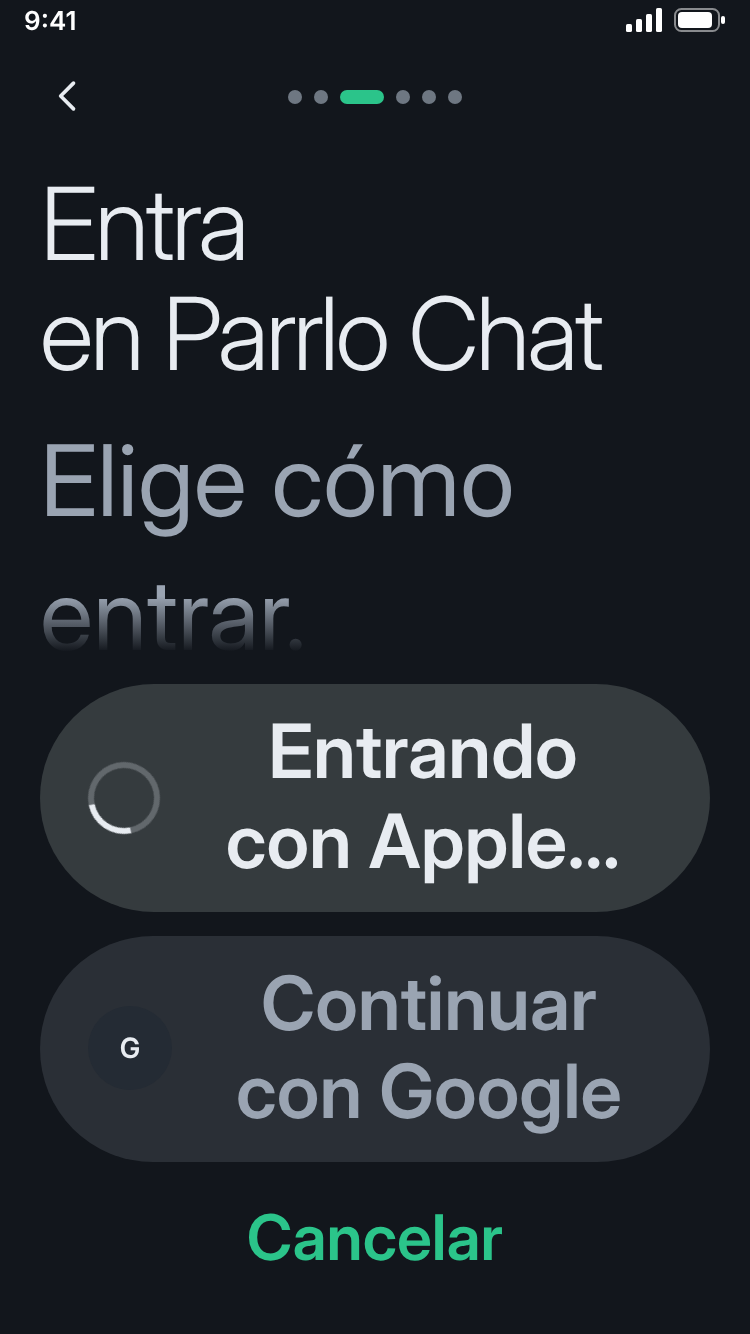 9:41
Entra
en Parrlo Chat
Elige cómo
entrar.
Entrando
con Apple...
G
Continuar
con Google
Cancelar